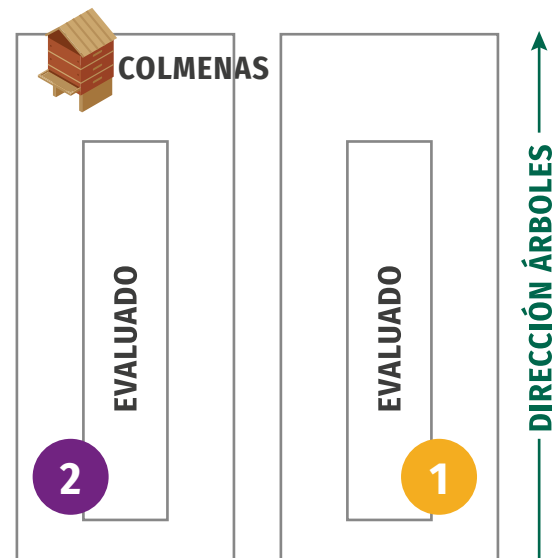 COLMENAS
EVALUADO
EVALUADO
2
1
DIRECCIÓN ÁRBOLES